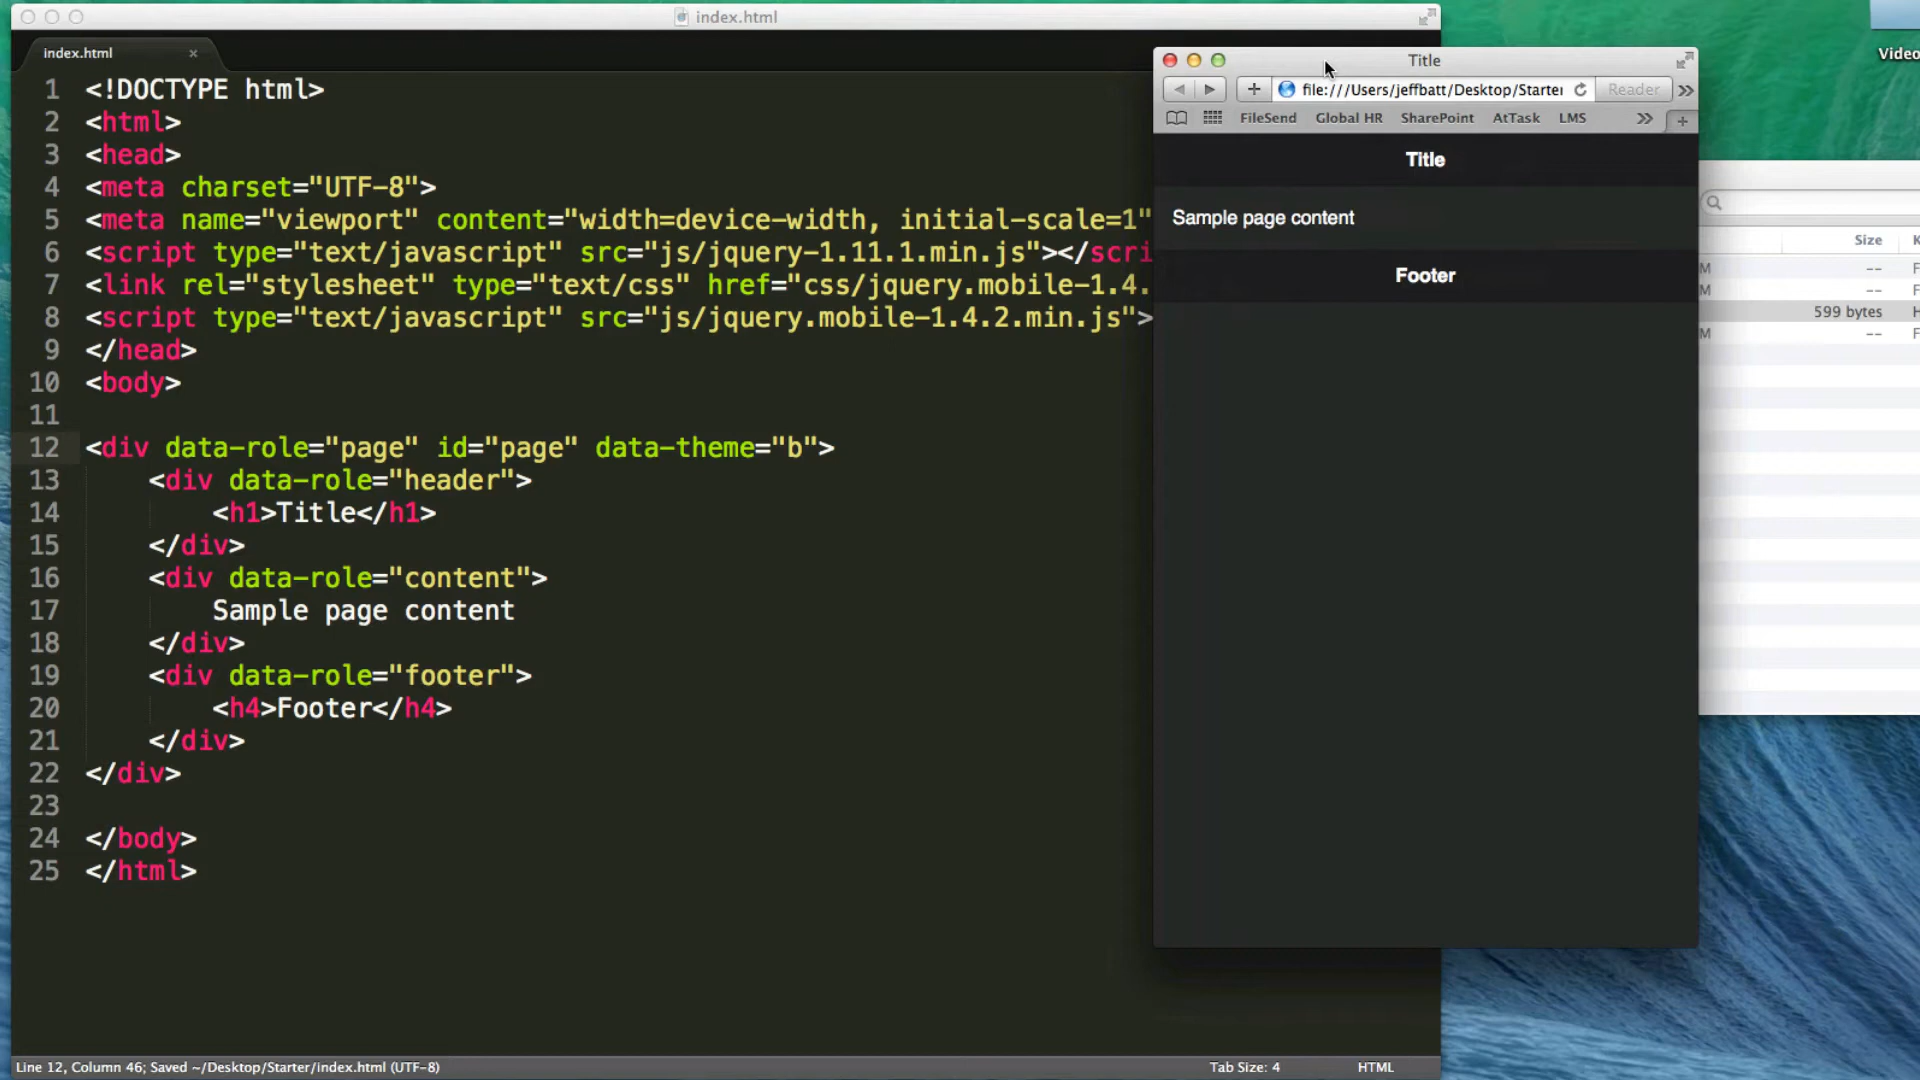 index.html
index.html ×
1 <!DOCTYPE html>
2 <html>
3 <head>
4 <meta charset="UTF-8">
5 <meta name="viewport" content="width=device-width, initial-scale=1"
6 <script type="text/javascript" src="js/jquery-1.11.1.min.js"></scri
7 <link rel="stylesheet" type="text/css" href="css/jquery.mobile-1.4.
8 <script type="text/javascript" src="js/jquery.mobile-1.4.2.min.js">
9 </head>
10 <body>
11
12 <div data-role="page" id="page" data-theme="b">
13 <div data-role="header">
14 <h1>Title</h1>
15 </div>
16 <div data-role="content">
17 Sample page content
18 </div>
19 <div data-role="footer">
20 <h4>Footer</h4>
21 </div>
22 </div>
23
24 </body>
25 </html>
Line 12, Column 46; Saved ~/Desktop/Starter/index.html (UTF-8)
Tab Size: 4
HTML
Title
file:///Users/jeffbatt/Desktop/Starter
Reader
FileSend Global HR SharePoint AtTask LMS
Title
Sample page content
Footer
Video
Size K
M -- F
M -- F
599 bytes H
M -- F